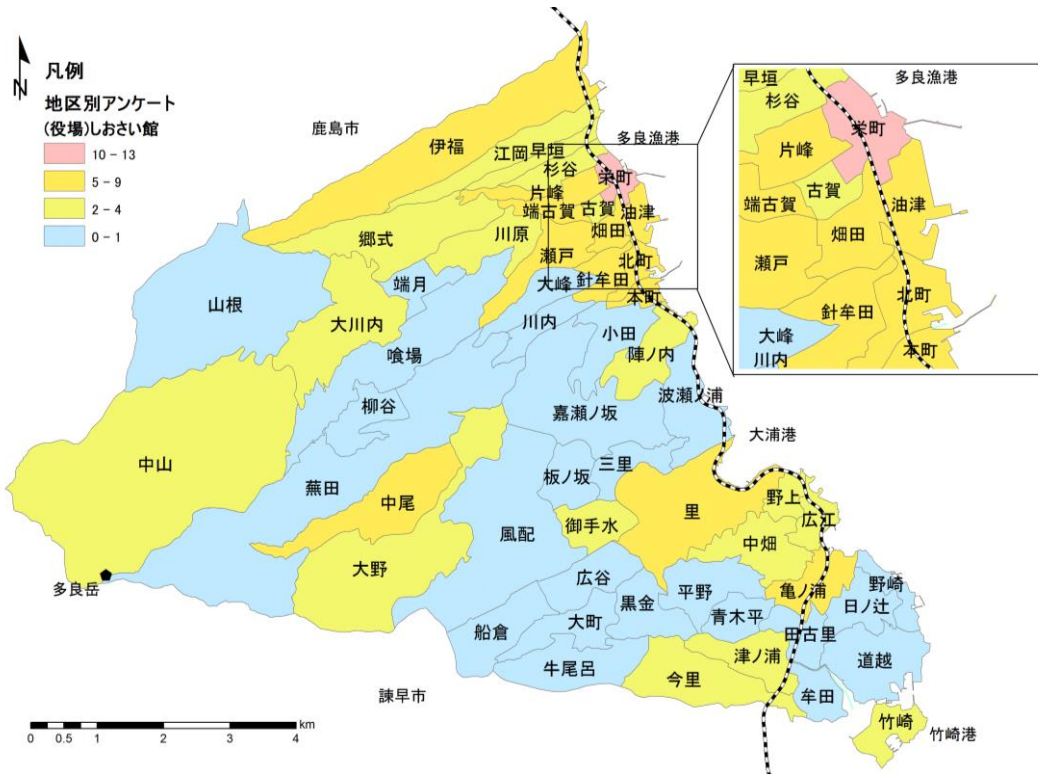 N
凡例
地区別アンケート
(役場)しおさい館
10 - 13
5 - 9
2 - 4
0 - 1
鹿島市
多良漁港
伊福
江岡
早垣
杉谷
栄町
片峰
端古賀
古賀
油津
畑田
郷式
川原
瀬戸
北町
大峰
針牟田
本町
山根
端月
大川内
川内
小田
陣ノ内
喰場
柳谷
嘉瀬ノ坂
波瀬ノ浦
大浦港
中山
蕪田
中尾
板ノ坂
三里
里
野上
広江
風配
御手水
中畑
大野
多良岳
広谷
平野
亀ノ浦
野崎
日ノ辻
黒金
青木平
船倉
大町
田古里
道越
牛尾呂
今里
津ノ浦
牟田
諫早市
竹崎
竹崎港
km
0 0.5 1 2 3 4
早垣
多良漁港
杉谷
栄町
片峰
古賀
端古賀
油津
畑田
瀬戸
北町
針牟田
大峰
本町
川内